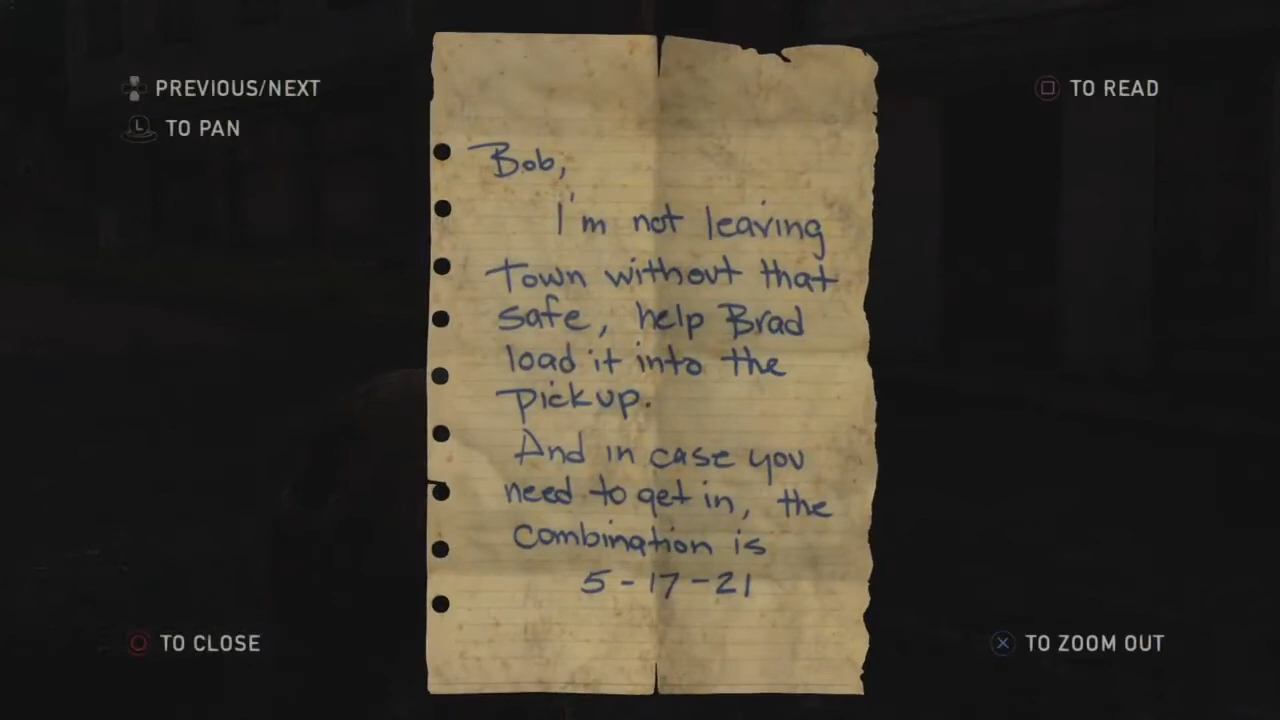 PREVIOUS/NEXT
L TO PAN
TO READ
Bob,
I'm not leaving
town without that
safe, help Brad
load it into the
pickup.
And in case you
need to get in, the
combination is
5-17-21
TO CLOSE
TO ZOOM OUT